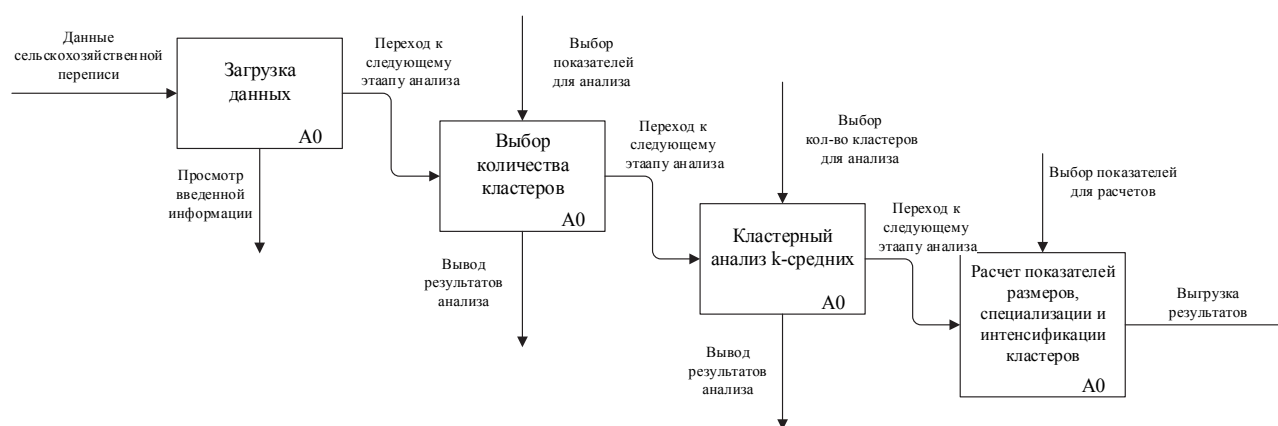 Данные
сельскохозяйственной
переписи
Загрузка
данных
A0
Просмотр
введенной
информации
Переход к
следующему
этаапу анализа
Выбор
показателей
для анализа
Выбор
количества
кластеров
A0
Вывод
результатов
анализа
Переход к
следующему
этаапу анализа
Выбор
кол-во кластеров
для анализа
Кластерный
анализ k-средних
A0
Вывод
результатов
анализа
Переход к
следующему
этаапу анализа
Выбор показателей
для расчетов
Расчет показателей
размеров,
специализации и
интенсификации
кластеров
A0
Выгрузка
результатов